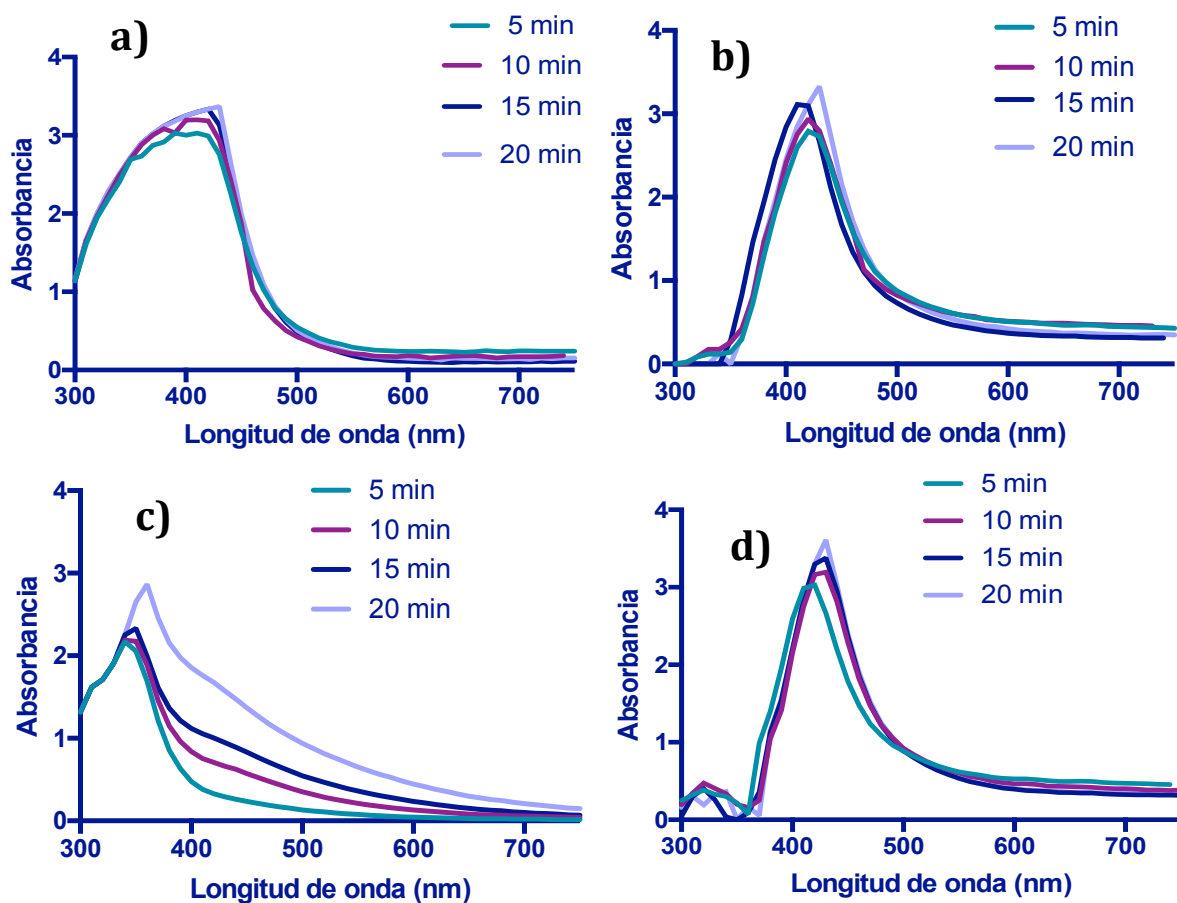 a)
5 min
10 min
15 min
20 min
4
3
2
1
0
300 400 500 600 700
Absorbancia
Longitud de onda (nm)
b)
5 min
10 min
15 min
20 min
4
3
2
1
0
300 400 500 600 700
Absorbancia
Longitud de onda (nm)
c)
5 min
10 min
15 min
20 min
4
3
2
1
0
300 400 500 600 700
Absorbancia
Longitud de onda (nm)
d)
5 min
10 min
15 min
20 min
4
3
2
1
0
300 400 500 600 700
Absorbancia
Longitud de onda (nm)